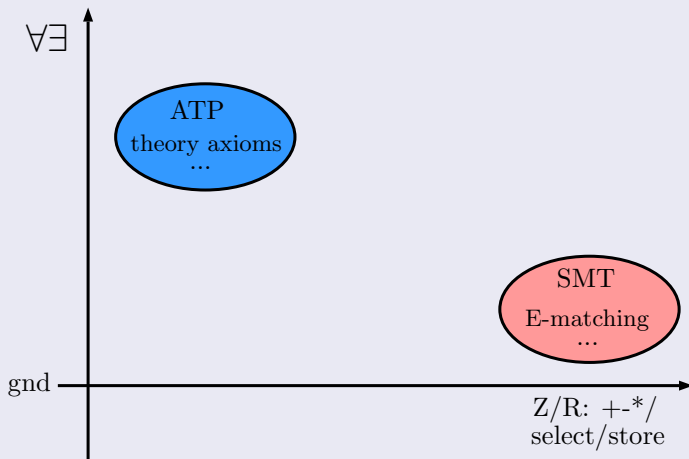 ∀∃
ATP
theory axioms
...
SMT
E-matching
...
gnd
Z/R: +-*/
select/store